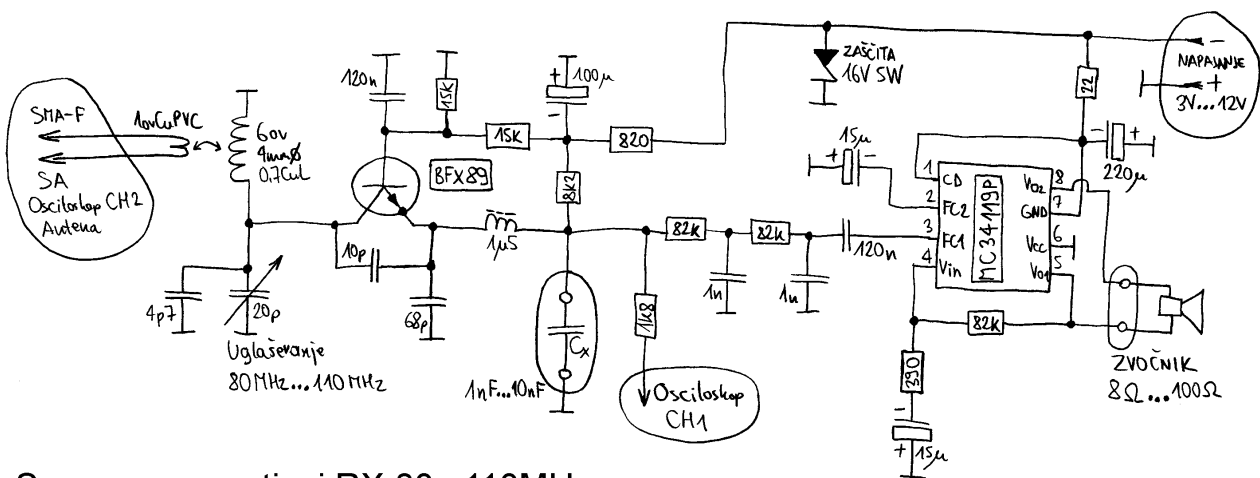 SMA-F
SA
Osciloskop CH2
Antena
1ovCuPVC
6ov
4mmØ
0.7CuL
4p7
20p
Uglaševanje
80MHz...110MHz
120n
15k
15k
BFX89
10p
68p
1µ5
+ 100µ
-
820
8k2
Cx
1nF...10nF
1k8
Osciloskop
CH1
82k
82k
1n
1n
120n
ZAŠČITA
16V 5W
15µ
+ -
MC34119P
1 CD
2 FC2
3 FC1
4 Vin
Vo2 8
GND 7
Vcc 6
Vo1 5
22
- +
220µ
-
NAPAJANJE
+
3V...12V
82k
390
-
+ 15µ
ZVOČNIK
8Ω...100Ω